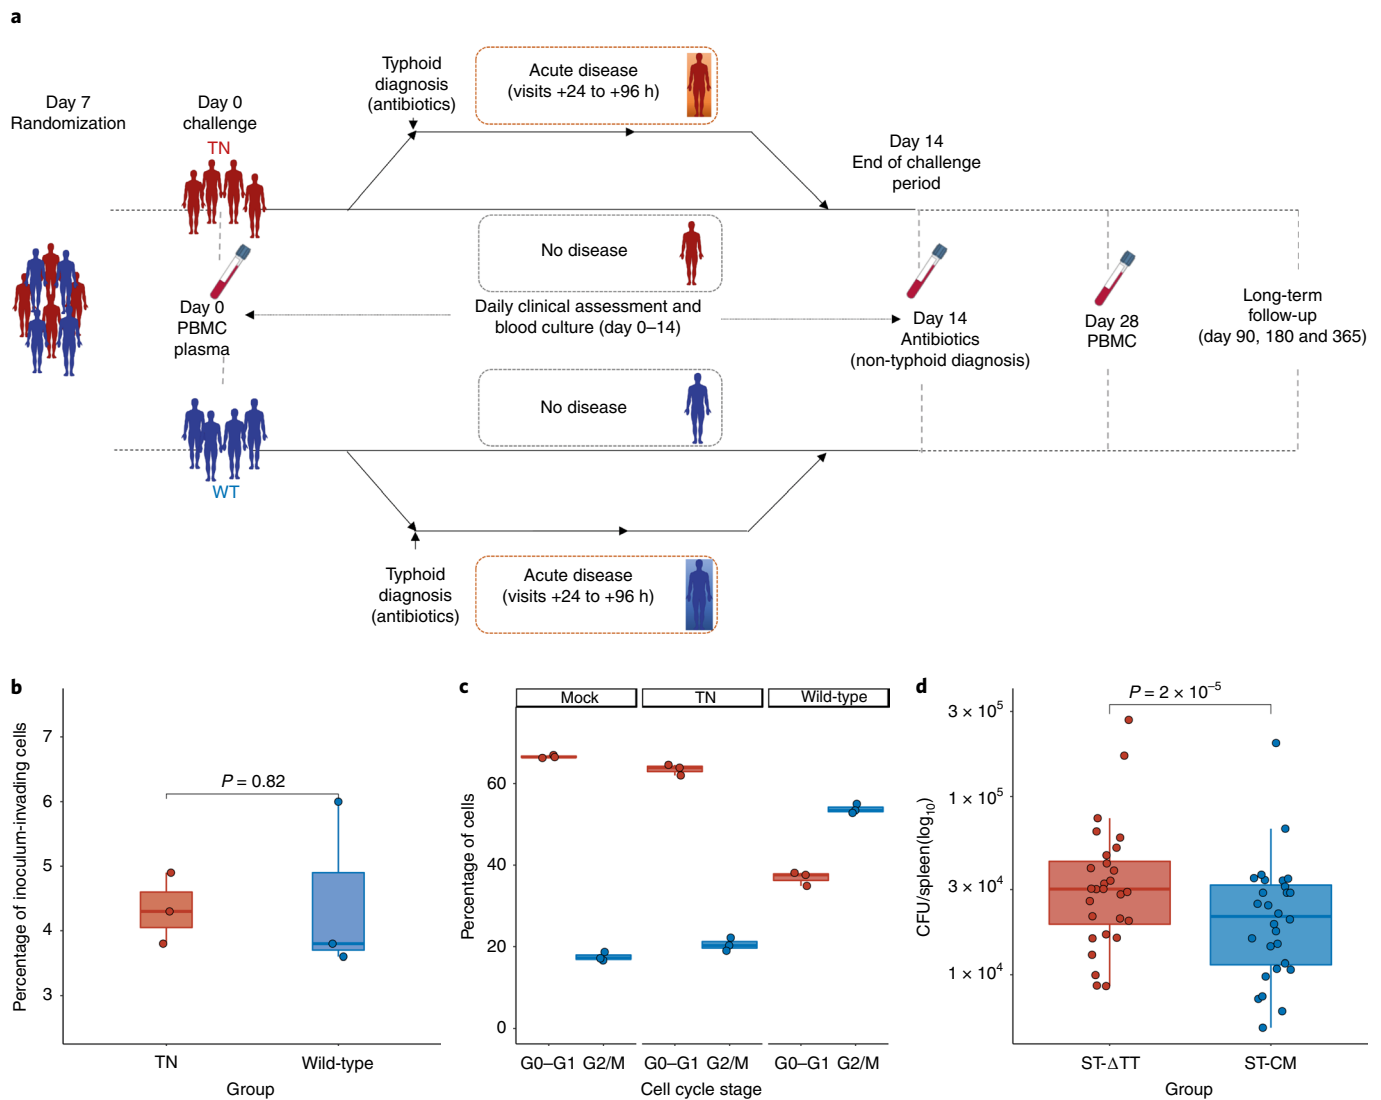 a
Day 7
Randomization
Day 0
challenge
TN
Typhoid
diagnosis
(antibiotics)
Acute disease
(visits +24 to +96 h)
Day 14
End of challenge
period
No disease
Day 0
PBMC
plasma
Daily clinical assessment and
blood culture (day 0–14)
Day 14
Antibiotics
(non-typhoid diagnosis)
Day 28
PBMC
Long-term
follow-up
(day 90, 180 and 365)
No disease
WT
Typhoid
diagnosis
(antibiotics)
Acute disease
(visits +24 to +96 h)
b
Percentage of inoculum-invading cells
7
6
5
4
3
P = 0.82
TN
Wild-type
Group
c
Mock
TN
Wild-type
Percentage of cells
60
40
20
0
G0–G1 G2/M
G0–G1 G2/M
G0–G1 G2/M
Cell cycle stage
d
P = 2 × 10⁻⁵
CFU/spleen(log₁₀)
3 × 10⁵
1 × 10⁵
3 × 10⁴
1 × 10⁴
ST-ΔTT
ST-CM
Group